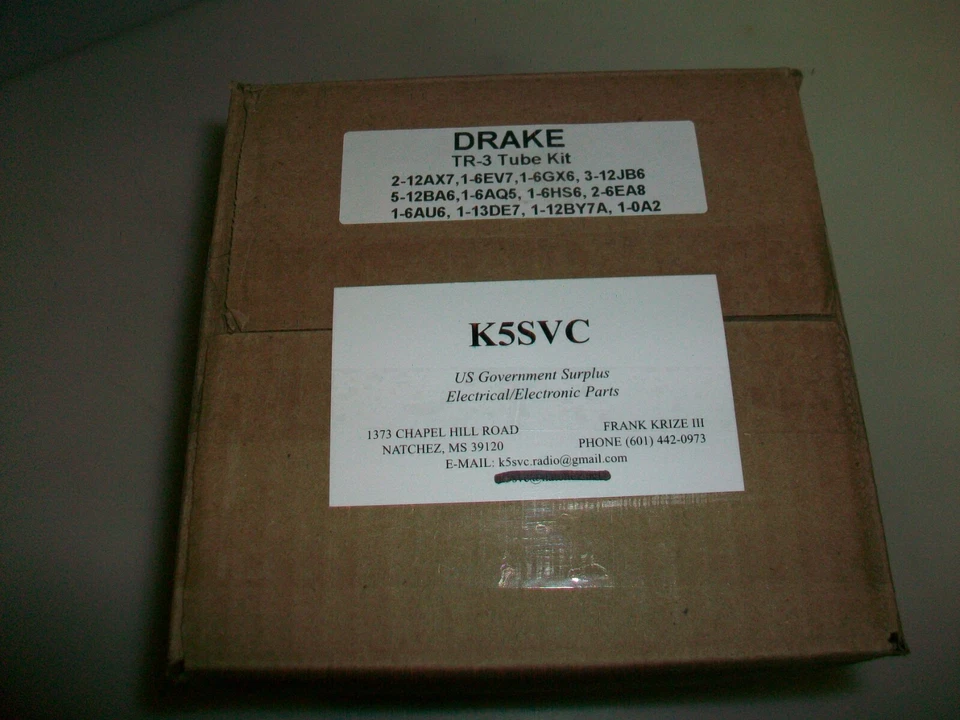 DRAKE
TR-3 Tube Kit
2-12AX7,1-6EV7,1-6GX6, 3-12JB6
5-12BA6,1-6AQ5, 1-6HS6, 2-6EA8
1-6AU6, 1-13DE7, 1-12BY7A, 1-0A2
K5SVC
US Government Surplus
Electrical/Electronic Parts
1373 CHAPEL HILL ROAD
NATCHEZ, MS 39120
FRANK KRIZE III
PHONE (601) 442-0973
E-MAIL: k5svc.radio@gmail.com